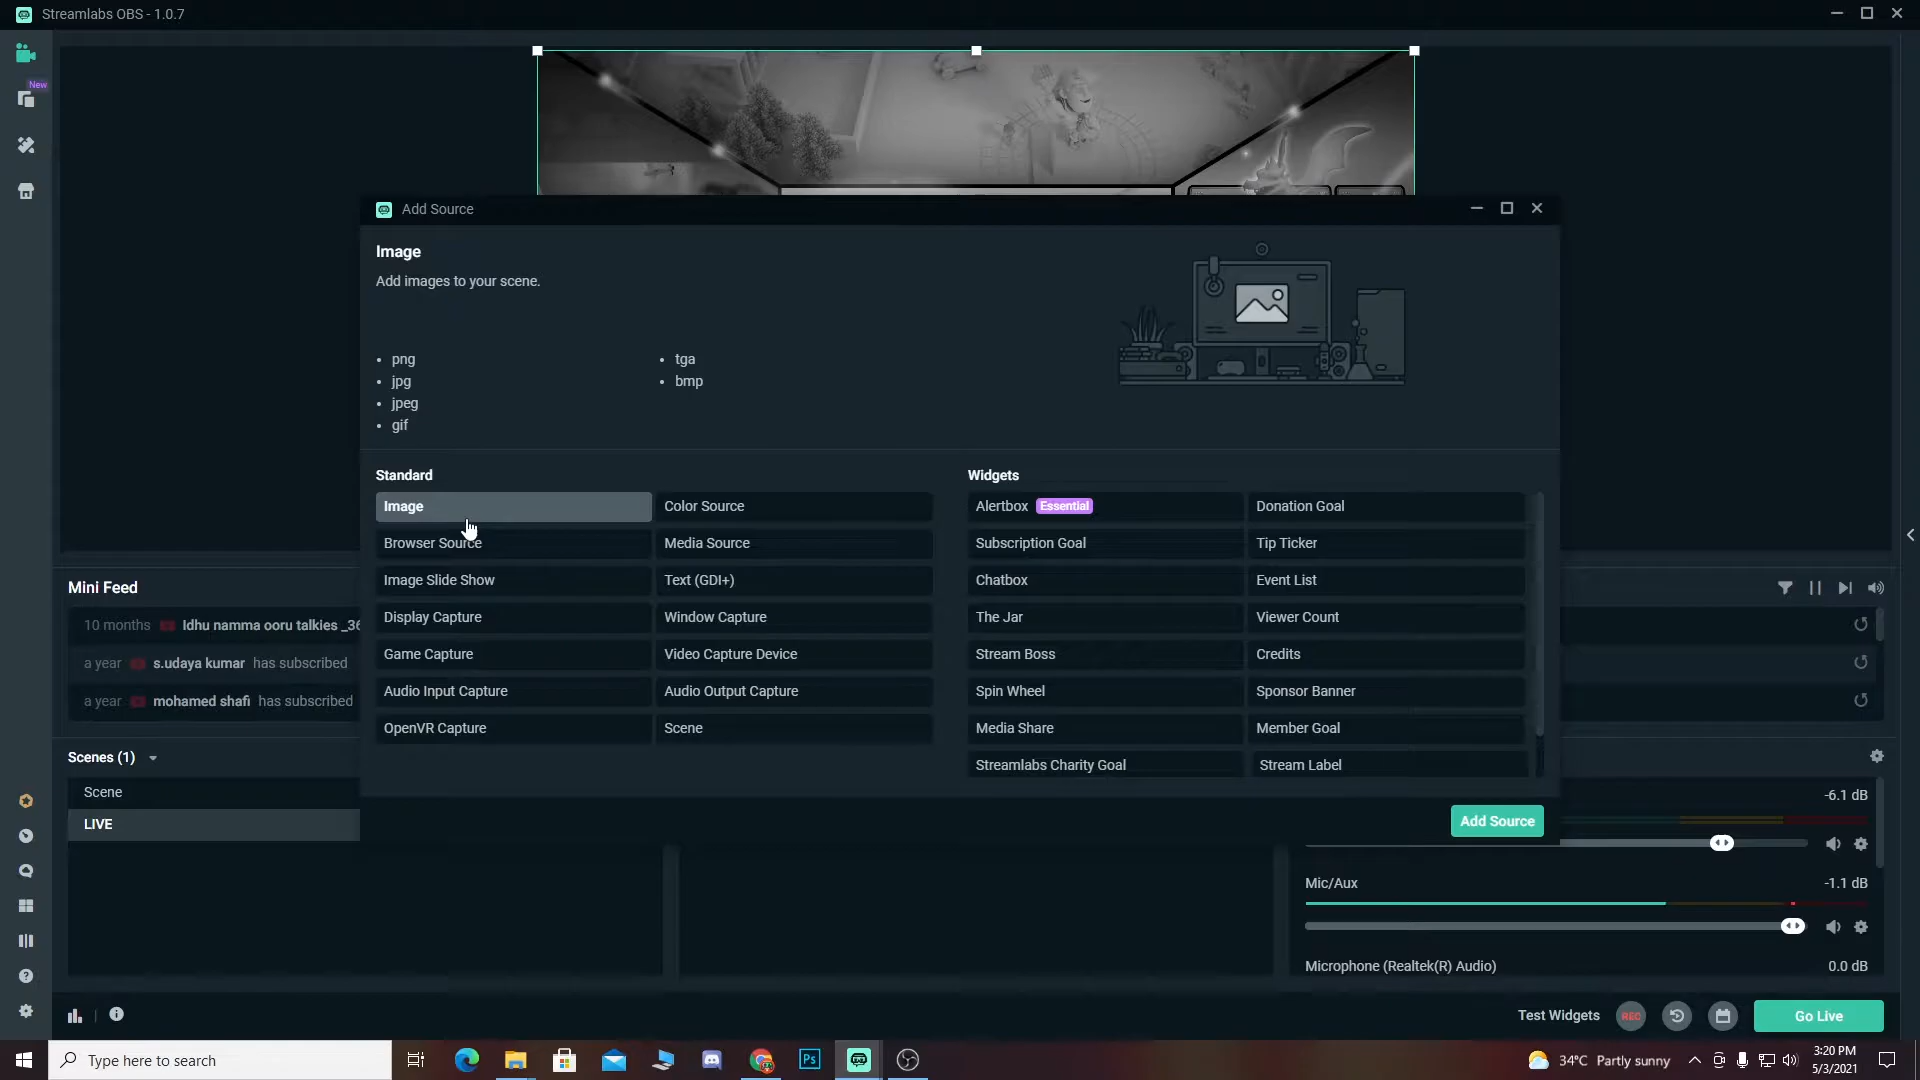 Streamlabs OBS - 1.0.7
New
Add Source
Image
Add images to your scene.
png
jpg
jpeg
gif
tga
bmp
Standard
Image
Color Source
Browser Source
Media Source
Image Slide Show
Text (GDI+)
Display Capture
Window Capture
Game Capture
Video Capture Device
Audio Input Capture
Audio Output Capture
OpenVR Capture
Scene
Widgets
Alertbox Essential
Donation Goal
Subscription Goal
Tip Ticker
Chatbox
Event List
The Jar
Viewer Count
Stream Boss
Credits
Spin Wheel
Sponsor Banner
Media Share
Member Goal
Streamlabs Charity Goal
Stream Label
Add Source
Mini Feed
10 months Idhu namma ooru talkies _36
a year s.udaya kumar has subscribed
a year mohamed shafi has subscribed
Scenes (1)
Scene
LIVE
-6.1 dB
Mic/Aux -1.1 dB
Microphone (Realtek(R) Audio) 0.0 dB
Test Widgets REC Go Live
Type here to search
Ps
34°C Partly sunny
3:20 PM
5/3/2021